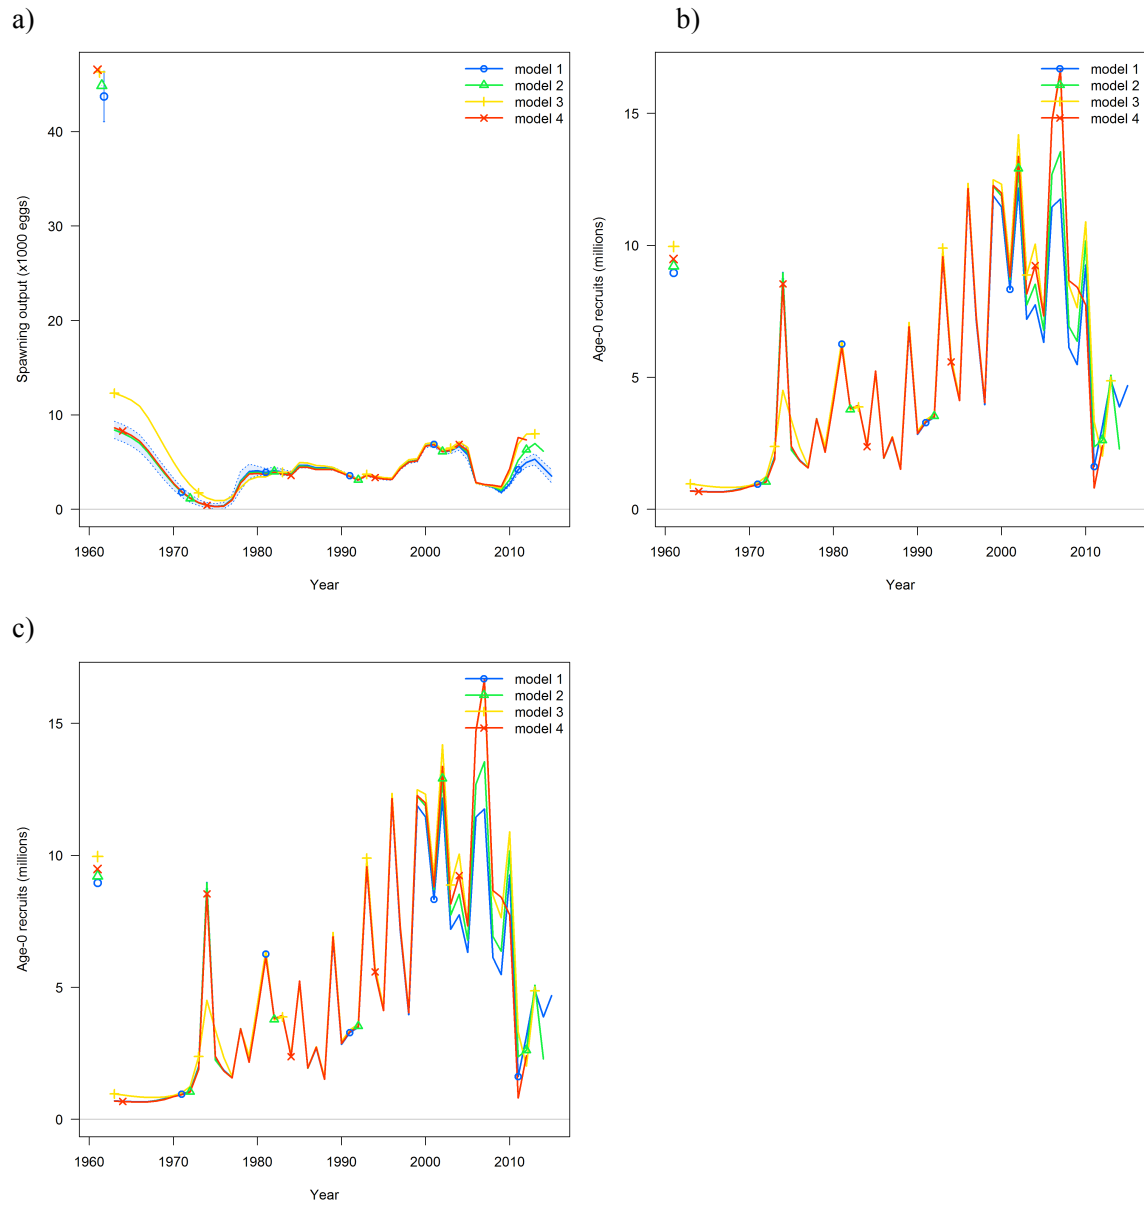 a)
model 1
model 2
model 3
model 4
Spawning output (x1000 eggs)
40
30
20
10
0
1960 1970 1980 1990 2000 2010
Year
b)
model 1
model 2
model 3
model 4
Age-0 recruits (millions)
15
10
5
0
1960 1970 1980 1990 2000 2010
Year
c)
model 1
model 2
model 3
model 4
Age-0 recruits (millions)
15
10
5
0
1960 1970 1980 1990 2000 2010
Year